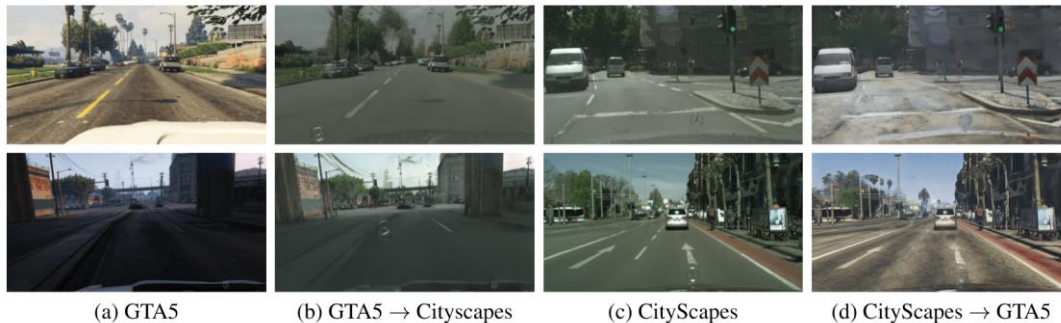 (a) GTA5
(b) GTA5 → Cityscapes
(c) CityScapes
(d) CityScapes → GTA5